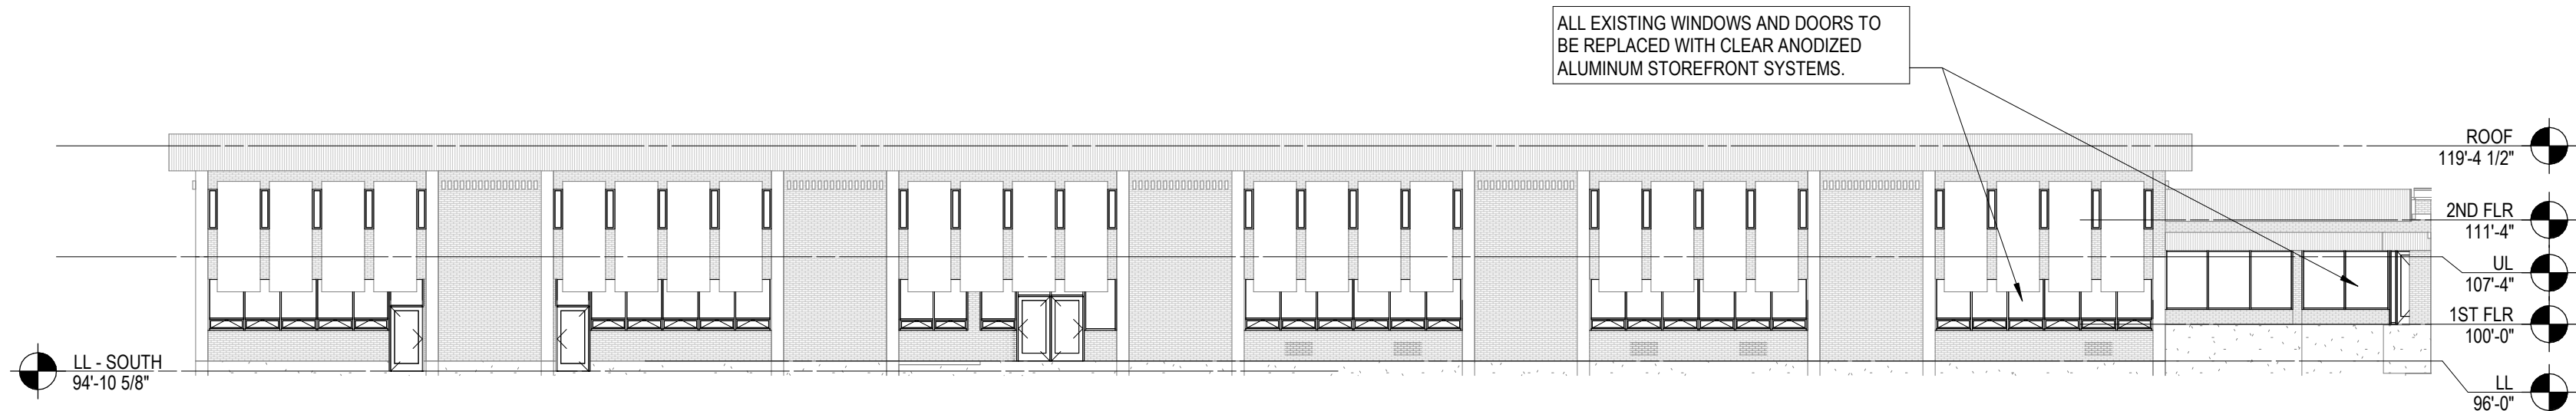 ALL EXISTING WINDOWS AND DOORS TO
BE REPLACED WITH CLEAR ANODIZED
ALUMINUM STOREFRONT SYSTEMS.
ROOF
119'-4 1/2"
2ND FLR
111'-4"
UL
107'-4"
1ST FLR
100'-0"
LL - SOUTH
94'-10 5/8"
LL
96'-0"